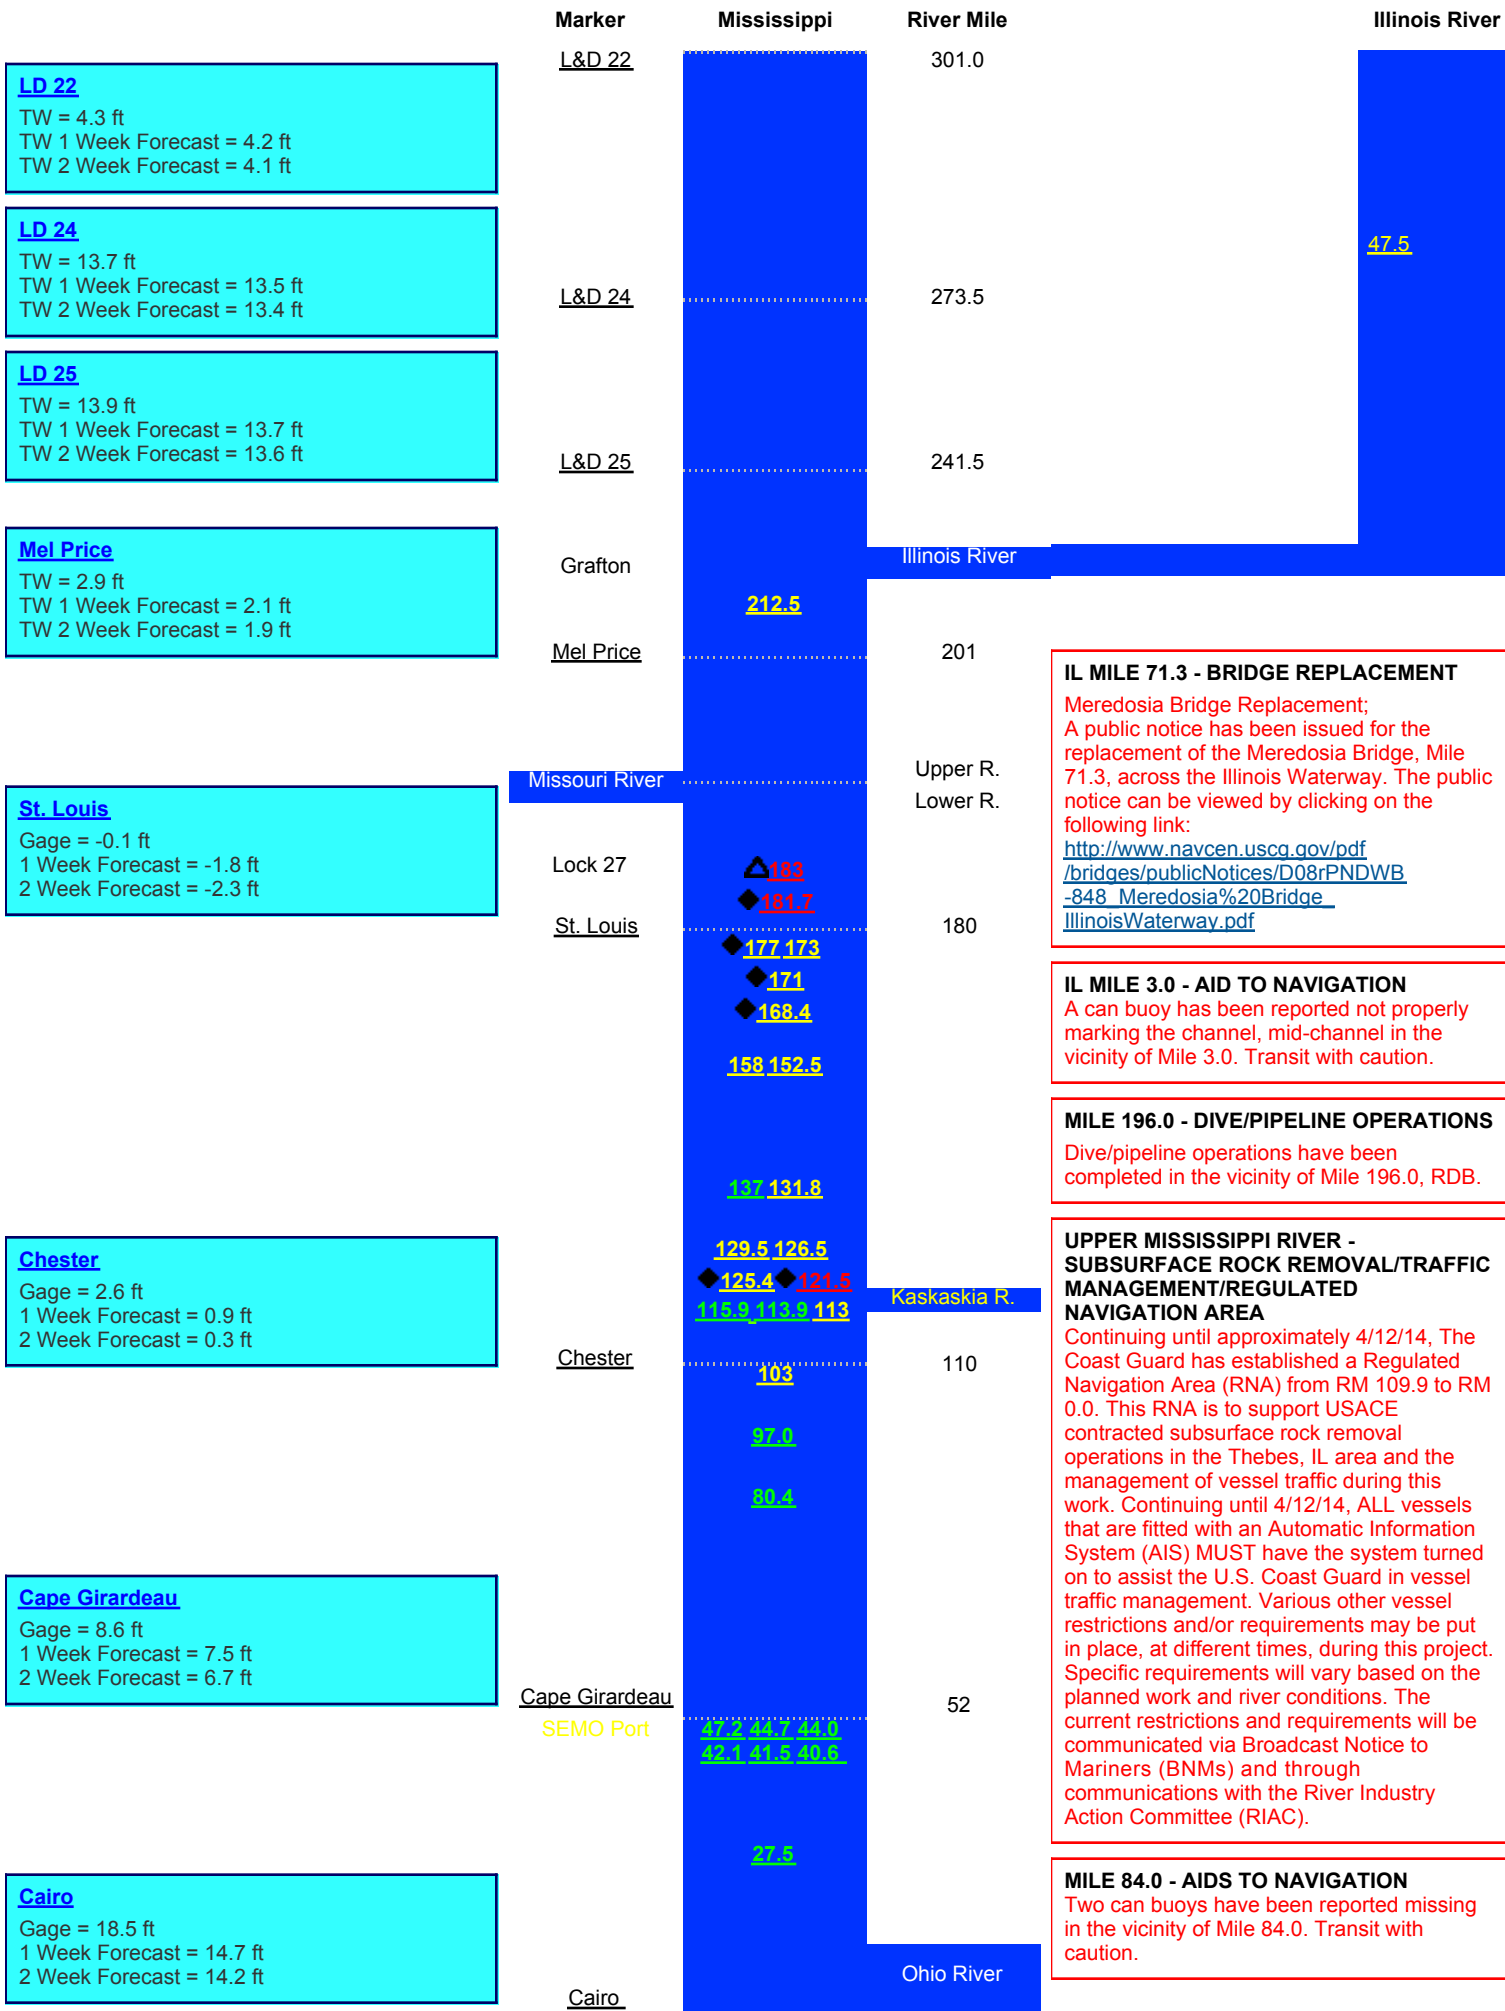 Marker Mississippi River Mile Illinois River
L&D 22 301.0
LD 22
TW = 4.3 ft
TW 1 Week Forecast = 4.2 ft
TW 2 Week Forecast = 4.1 ft
LD 24
TW = 13.7 ft
TW 1 Week Forecast = 13.5 ft
TW 2 Week Forecast = 13.4 ft
47.5
L&D 24 273.5
LD 25
TW = 13.9 ft
TW 1 Week Forecast = 13.7 ft
TW 2 Week Forecast = 13.6 ft
L&D 25 241.5
Mel Price
TW = 2.9 ft
TW 1 Week Forecast = 2.1 ft
TW 2 Week Forecast = 1.9 ft
Grafton
Illinois River
212.5
Mel Price 201
Upper R.
Missouri River
Lower R.
St. Louis
Gage = -0.1 ft
1 Week Forecast = -1.8 ft
2 Week Forecast = -2.3 ft
Lock 27
183
181.7
St. Louis 180
177 173
171
168.4
158 152.5
137 131.8
129.5 126.5
125.4 121.5
Kaskaskia R.
115.9 113.9 113
Chester
Gage = 2.6 ft
1 Week Forecast = 0.9 ft
2 Week Forecast = 0.3 ft
Chester 110
103
97.0
80.4
Cape Girardeau
Gage = 8.6 ft
1 Week Forecast = 7.5 ft
2 Week Forecast = 6.7 ft
Cape Girardeau 52
SEMO Port
47.2 44.7 44.0
42.1 41.5 40.6
27.5
Cairo
Gage = 18.5 ft
1 Week Forecast = 14.7 ft
2 Week Forecast = 14.2 ft
Ohio River
Cairo
IL MILE 71.3 - BRIDGE REPLACEMENT
Meredosia Bridge Replacement;
A public notice has been issued for the
replacement of the Meredosia Bridge, Mile
71.3, across the Illinois Waterway. The public
notice can be viewed by clicking on the
following link:
http://www.navcen.uscg.gov/pdf
/bridges/publicNotices/D08rPNDWB
-848_Meredosia%20Bridge_
IllinoisWaterway.pdf
IL MILE 3.0 - AID TO NAVIGATION
A can buoy has been reported not properly
marking the channel, mid-channel in the
vicinity of Mile 3.0. Transit with caution.
MILE 196.0 - DIVE/PIPELINE OPERATIONS
Dive/pipeline operations have been
completed in the vicinity of Mile 196.0, RDB.
UPPER MISSISSIPPI RIVER -
SUBSURFACE ROCK REMOVAL/TRAFFIC
MANAGEMENT/REGULATED
NAVIGATION AREA
Continuing until approximately 4/12/14, The
Coast Guard has established a Regulated
Navigation Area (RNA) from RM 109.9 to RM
0.0. This RNA is to support USACE
contracted subsurface rock removal
operations in the Thebes, IL area and the
management of vessel traffic during this
work. Continuing until 4/12/14, ALL vessels
that are fitted with an Automatic Information
System (AIS) MUST have the system turned
on to assist the U.S. Coast Guard in vessel
traffic management. Various other vessel
restrictions and/or requirements may be put
in place, at different times, during this project.
Specific requirements will vary based on the
planned work and river conditions. The
current restrictions and requirements will be
communicated via Broadcast Notice to
Mariners (BNMs) and through
communications with the River Industry
Action Committee (RIAC).
MILE 84.0 - AIDS TO NAVIGATION
Two can buoys have been reported missing
in the vicinity of Mile 84.0. Transit with
caution.